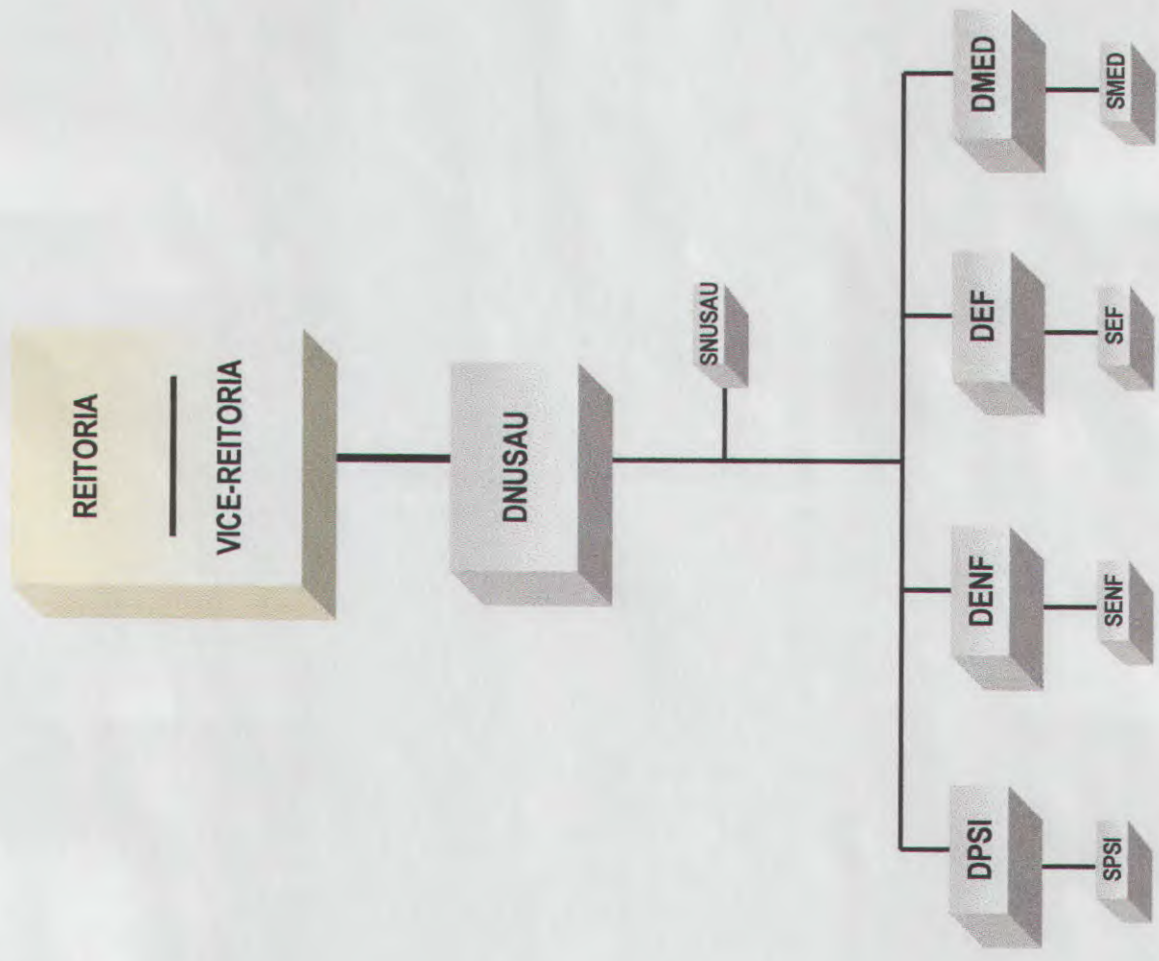 REITORIA
VICE-REITORIA
DNUSAU
SNUSAU
DPSI
DENF
DEF
DMED
SPSI
SENF
SEF
SMED